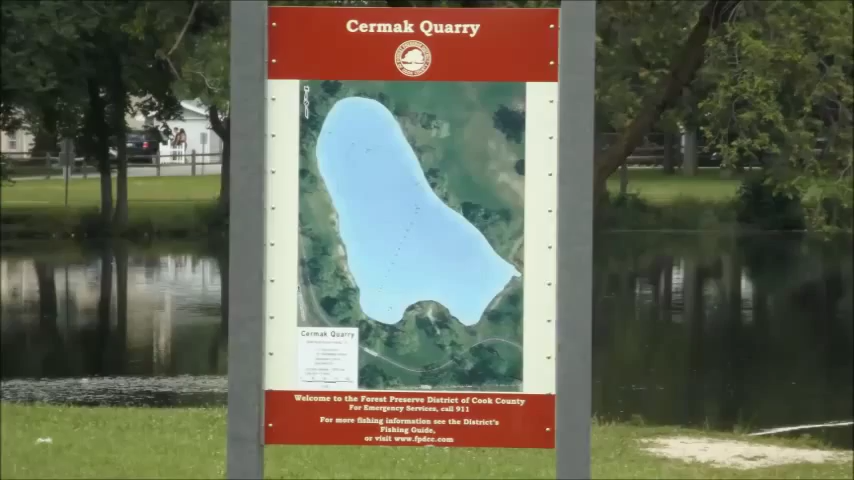 Cermak Quarry
Cermak Quarry
Welcome to the Forest Preserve District of Cook County
For Emergency Services, call 911
For more fishing information see the District's
Fishing Guide,
or visit www.fpdcc.com